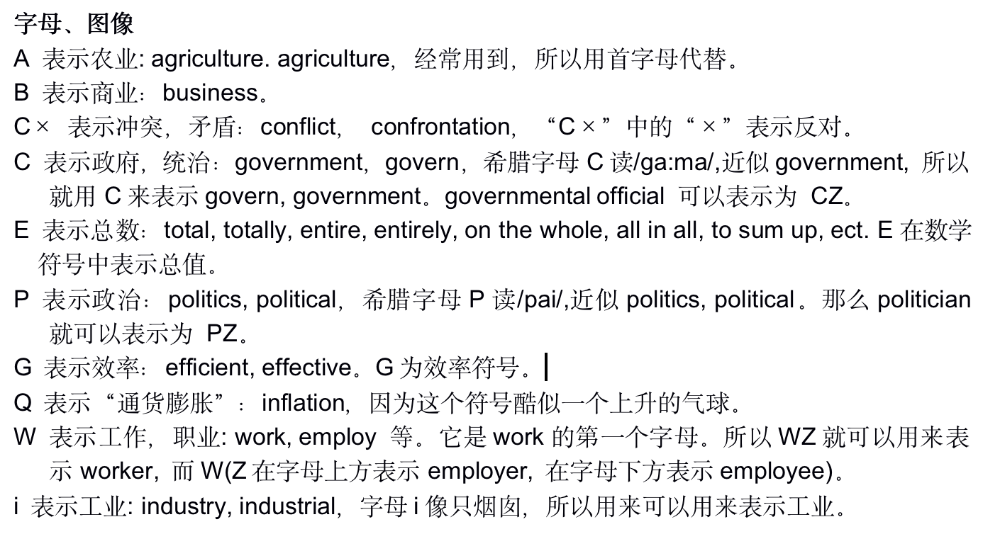 字母、图像
A 表示农业: agriculture. agriculture，经常用到，所以用首字母代替。
B 表示商业：business。
C× 表示冲突，矛盾：conflict， confrontation，“C×”中的“×”表示反对。
C 表示政府，统治：government，govern，希腊字母 C 读/ga:ma/,近似 government, 所以
就用 C 来表示 govern, government。governmental official 可以表示为 CZ。
E 表示总数：total, totally, entire, entirely, on the whole, all in all, to sum up, ect. E 在数学
符号中表示总值。
P 表示政治： politics, political，希腊字母 P 读/pai/,近似 politics, political。那么 politician
就可以表示为 PZ。
G 表示效率： efficient, effective。G 为效率符号。
Q 表示“通货膨胀”：inflation，因为这个符号酷似一个上升的气球。
W 表示工作，职业: work, employ 等。它是 work 的第一个字母。所以 WZ 就可以用来表
示 worker, 而 W(Z 在字母上方表示 employer, 在字母下方表示 employee)。
i 表示工业: industry, industrial，字母 i 像只烟囱，所以用来可以用来表示工业。